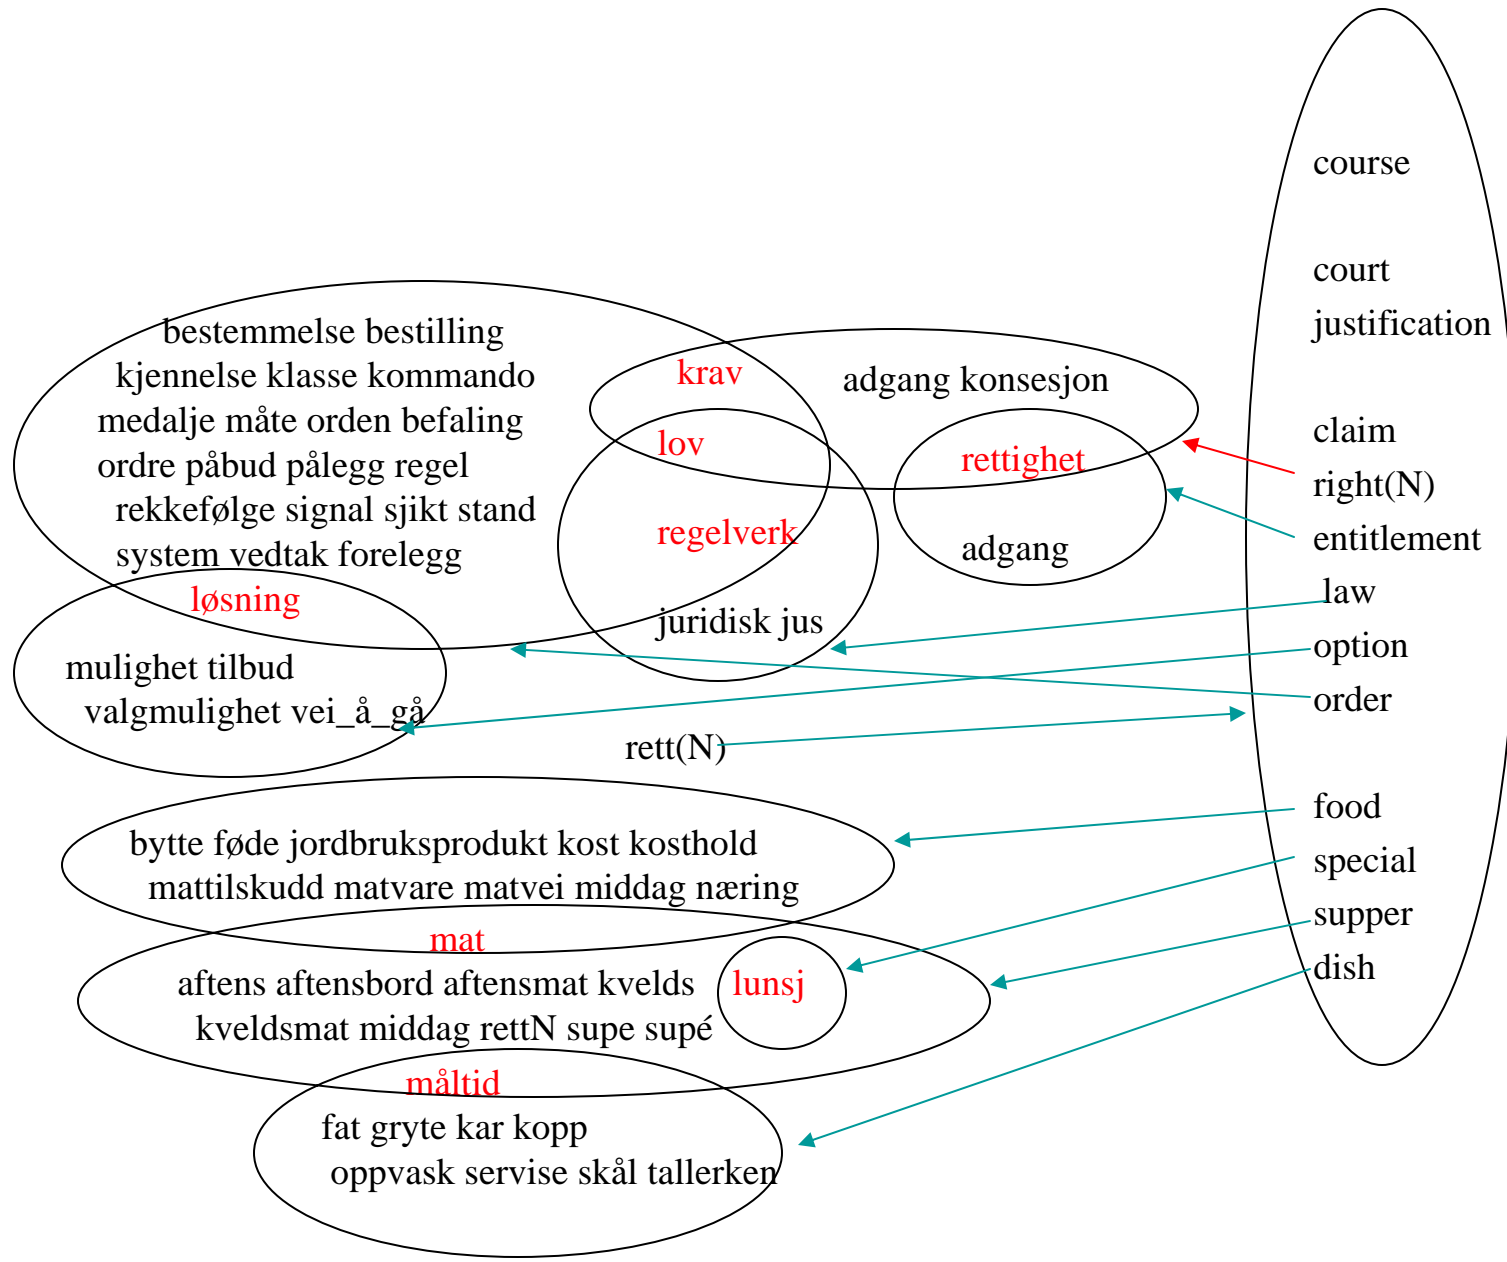 bestemmelse bestilling
kjennelse klasse kommando
medalje måte orden befaling
ordre påbud pålegg regel
rekkefølge signal sjikt stand
system vedtak forelegg
løsning
mulighet tilbud
valgmulighet vei_å_gå
krav
adgang konsesjon
lov
rettighet
regelverk
adgang
juridisk jus
rett(N)
bytte føde jordbruksprodukt kost kosthold
mattilskudd matvare matvei middag næring
mat
aftens aftensbord aftensmat kvelds
lunsj
kveldsmat middag rettN supe supé
måltid
fat gryte kar kopp
oppvask servise skål tallerken
course
court
justification
claim
right(N)
entitlement
law
option
order
food
special
supper
dish